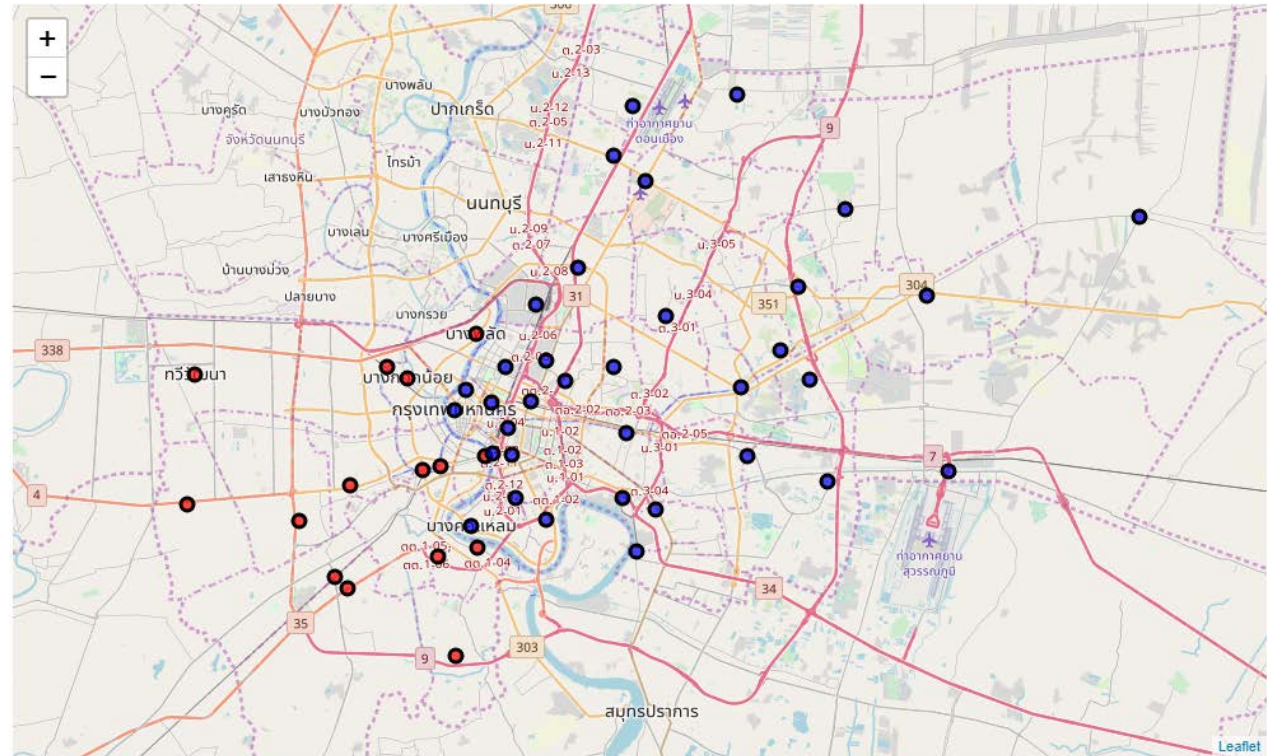 +
−
306
ต.2-03
น.2-13
บางพลับ
บางคูรัด
บางบัวทอง
ปากเกร็ด
น.2-12
ต.2-05
ท่าอากาศยาน
ดอนเมือง
9
จังหวัดนนทบุรี
น.2-11
ไทรม้า
เสาธงหิน
นนทบุรี
บางเลน
บางศรีเมือง
น.2-09
ต.2-07
น.3-05
บ้านบางม่วง
น.2-08
ปลายบาง
31
น.3-04
351
304
บางกรวย
ต.3-01
น.2-06
338
ต.3-02
กรุงเทพมหานคร
ตอ.2-02
ตอ.2-03
น.1-02
ตอ.2-05
น.3-01
ต.1-02
7
ต.1-03
น.1-01
4
ต.2-12
ตด.1-02
ต.3-04
น.2-01
ตด.1-05;
ตด.1-04
ท่าอากาศยาน
สุวรรณภูมิ
34
35
303
9
สมุทรปราการ
Leaflet